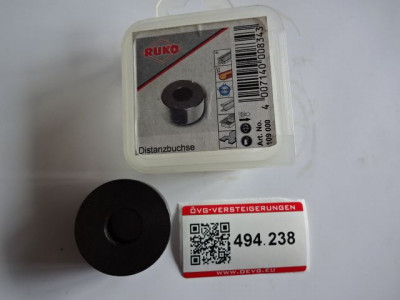 RUKO
4 007140 008343
Art. No.
109 000
Distanzbuchse
ÖVG-VERSTEIGERUNGEN
494.238
WWW.OEVG.EU